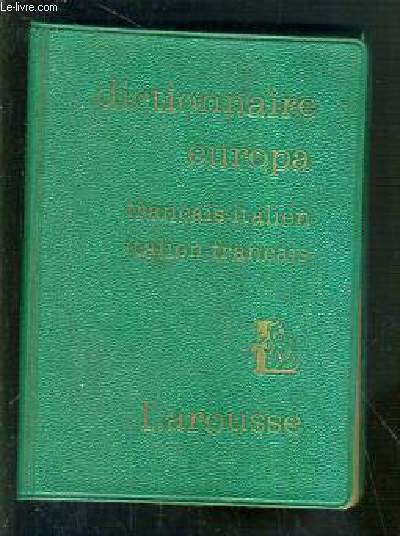 Le-livre.com
dictionnaire
europa
français-italien
italien-français
L
Larousse